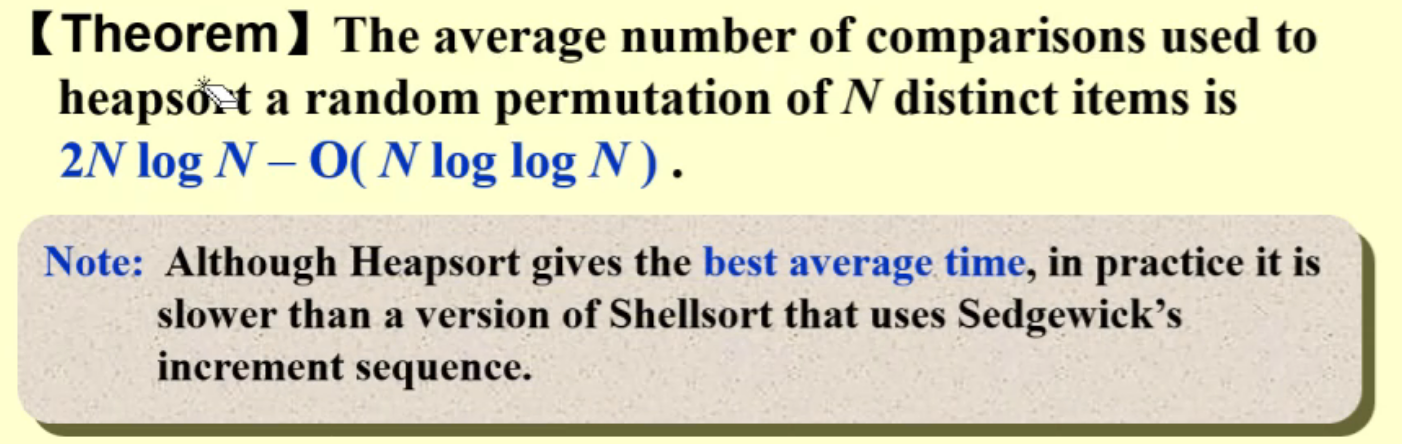 【Theorem】The average number of comparisons used to
heapsort a random permutation of N distinct items is
2N log N – O( N log log N ) .
Note: Although Heapsort gives the best average time, in practice it is
slower than a version of Shellsort that uses Sedgewick’s
increment sequence.